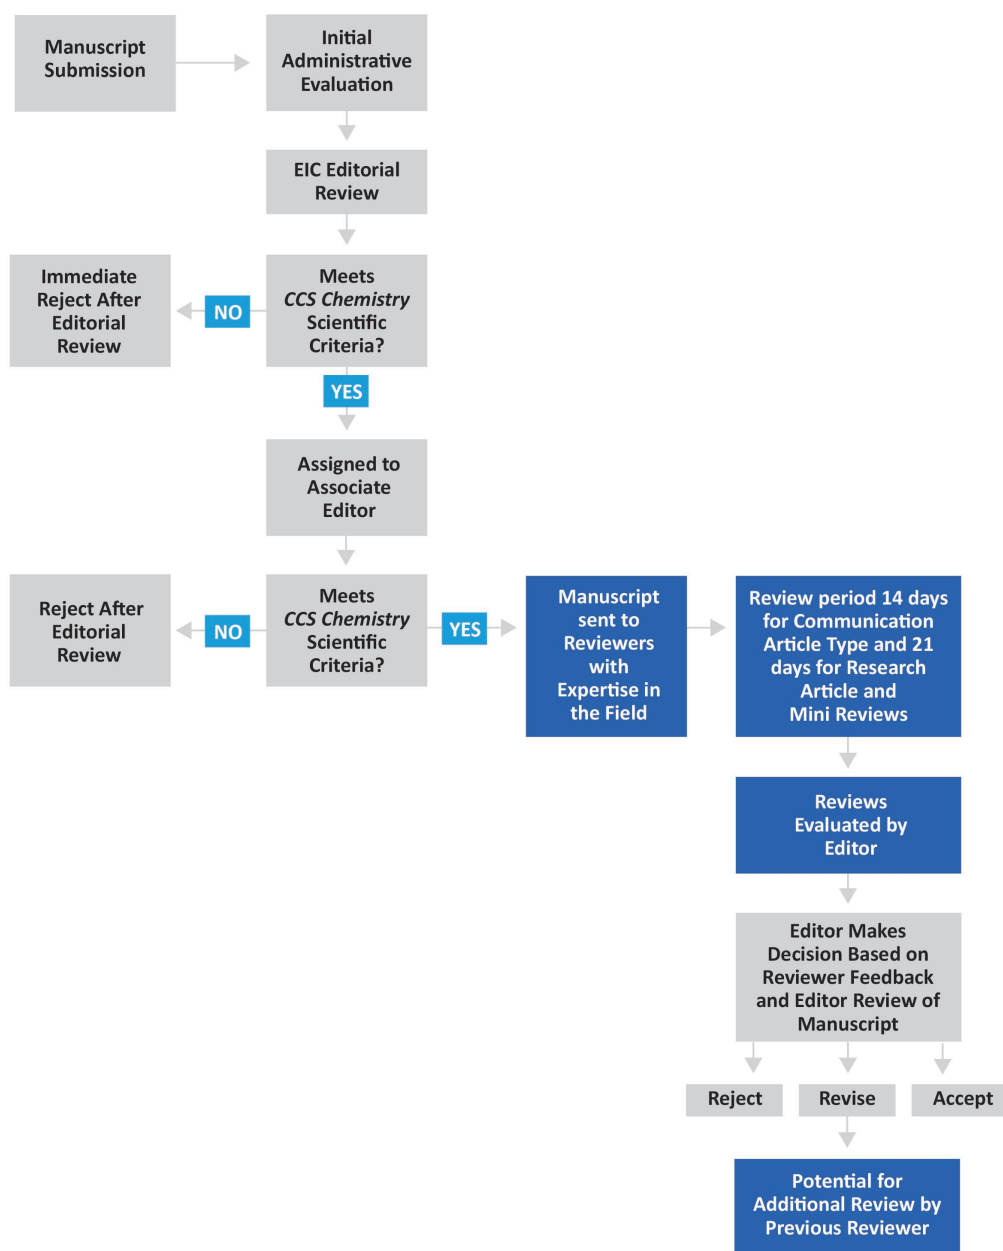 Manuscript
Submission
Initial
Administrative
Evaluation
EIC Editorial
Review
Immediate
Reject After
Editorial
Review
NO
Meets
CCS Chemistry
Scientific
Criteria?
YES
Assigned to
Associate
Editor
Reject After
Editorial
Review
NO
Meets
CCS Chemistry
Scientific
Criteria?
YES
Manuscript
sent to
Reviewers
with
Expertise in
the Field
Review period 14 days
for Communication
Article Type and 21
days for Research
Article and
Mini Reviews
Reviews
Evaluated by
Editor
Editor Makes
Decision Based on
Reviewer Feedback
and Editor Review of
Manuscript
Reject
Revise
Accept
Potential for
Additional Review by
Previous Reviewer